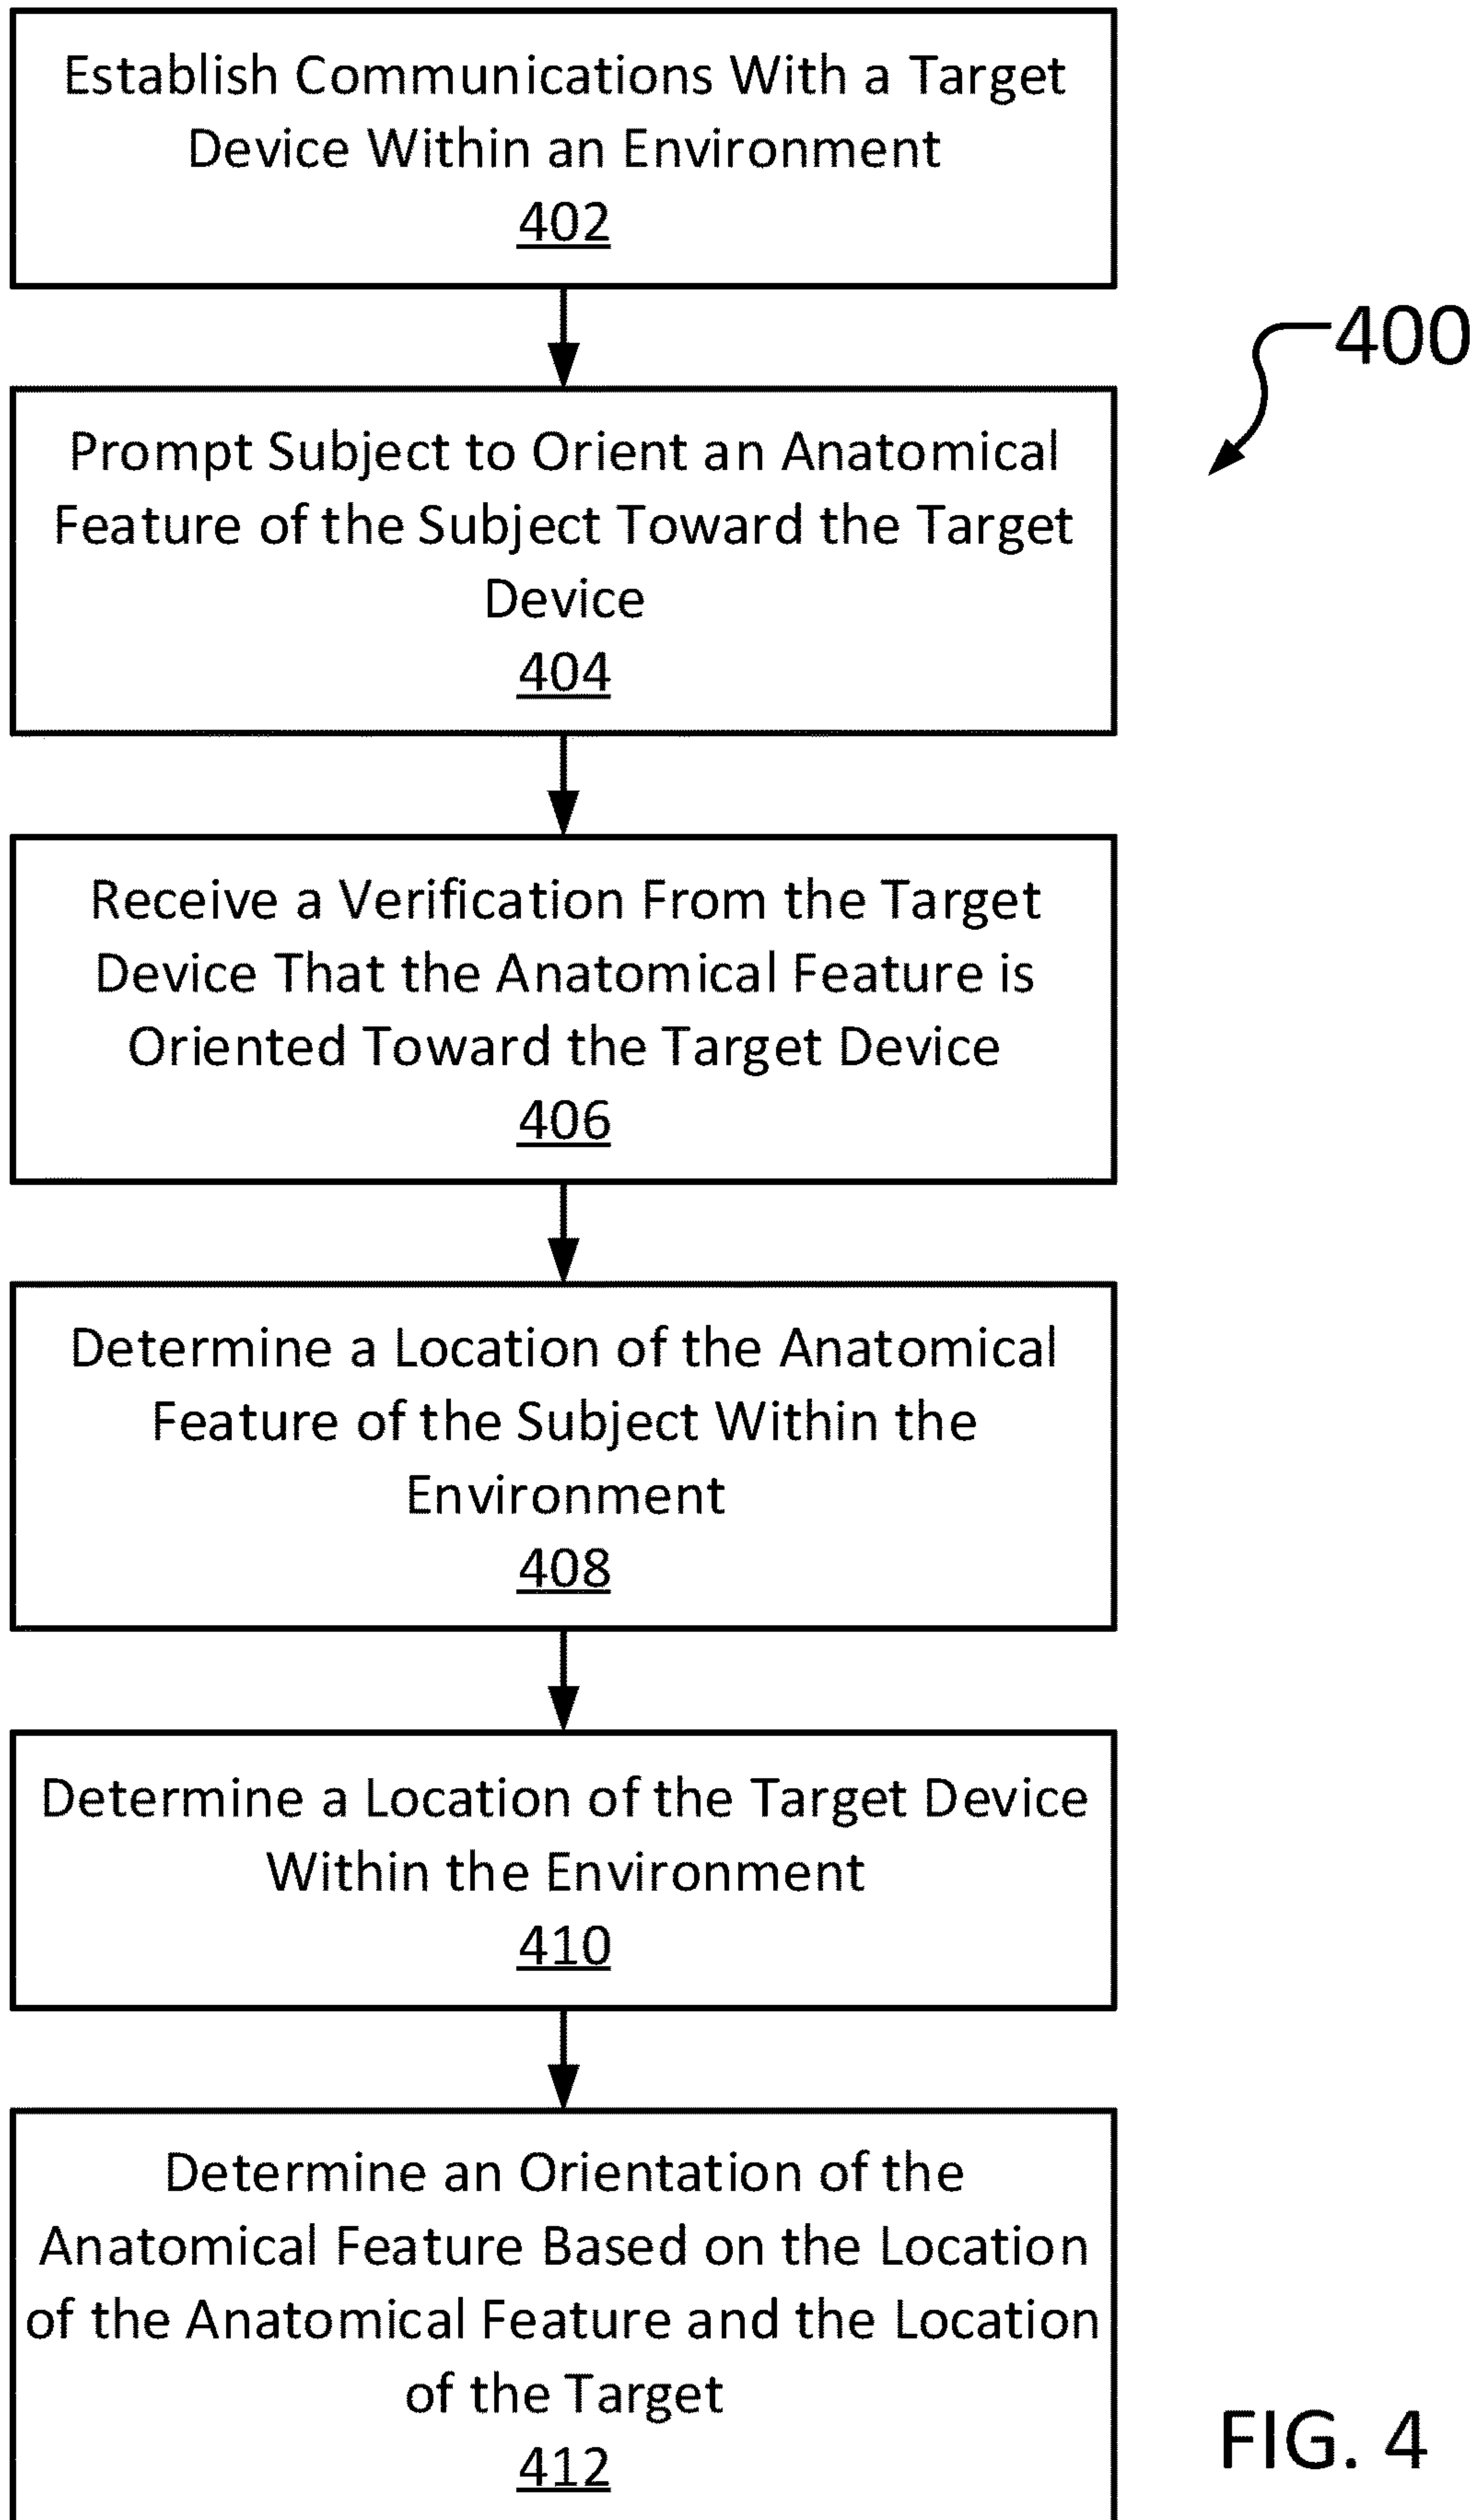 Establish Communications With a Target
Device Within an Environment
402
400
Prompt Subject to Orient an Anatomical
Feature of the Subject Toward the Target
Device
404
Receive a Verification From the Target
Device That the Anatomical Feature is
Oriented Toward the Target Device
406
Determine a Location of the Anatomical
Feature of the Subject Within the
Environment
408
Determine a Location of the Target Device
Within the Environment
410
Determine an Orientation of the
Anatomical Feature Based on the Location
of the Anatomical Feature and the Location
of the Target
412
FIG. 4